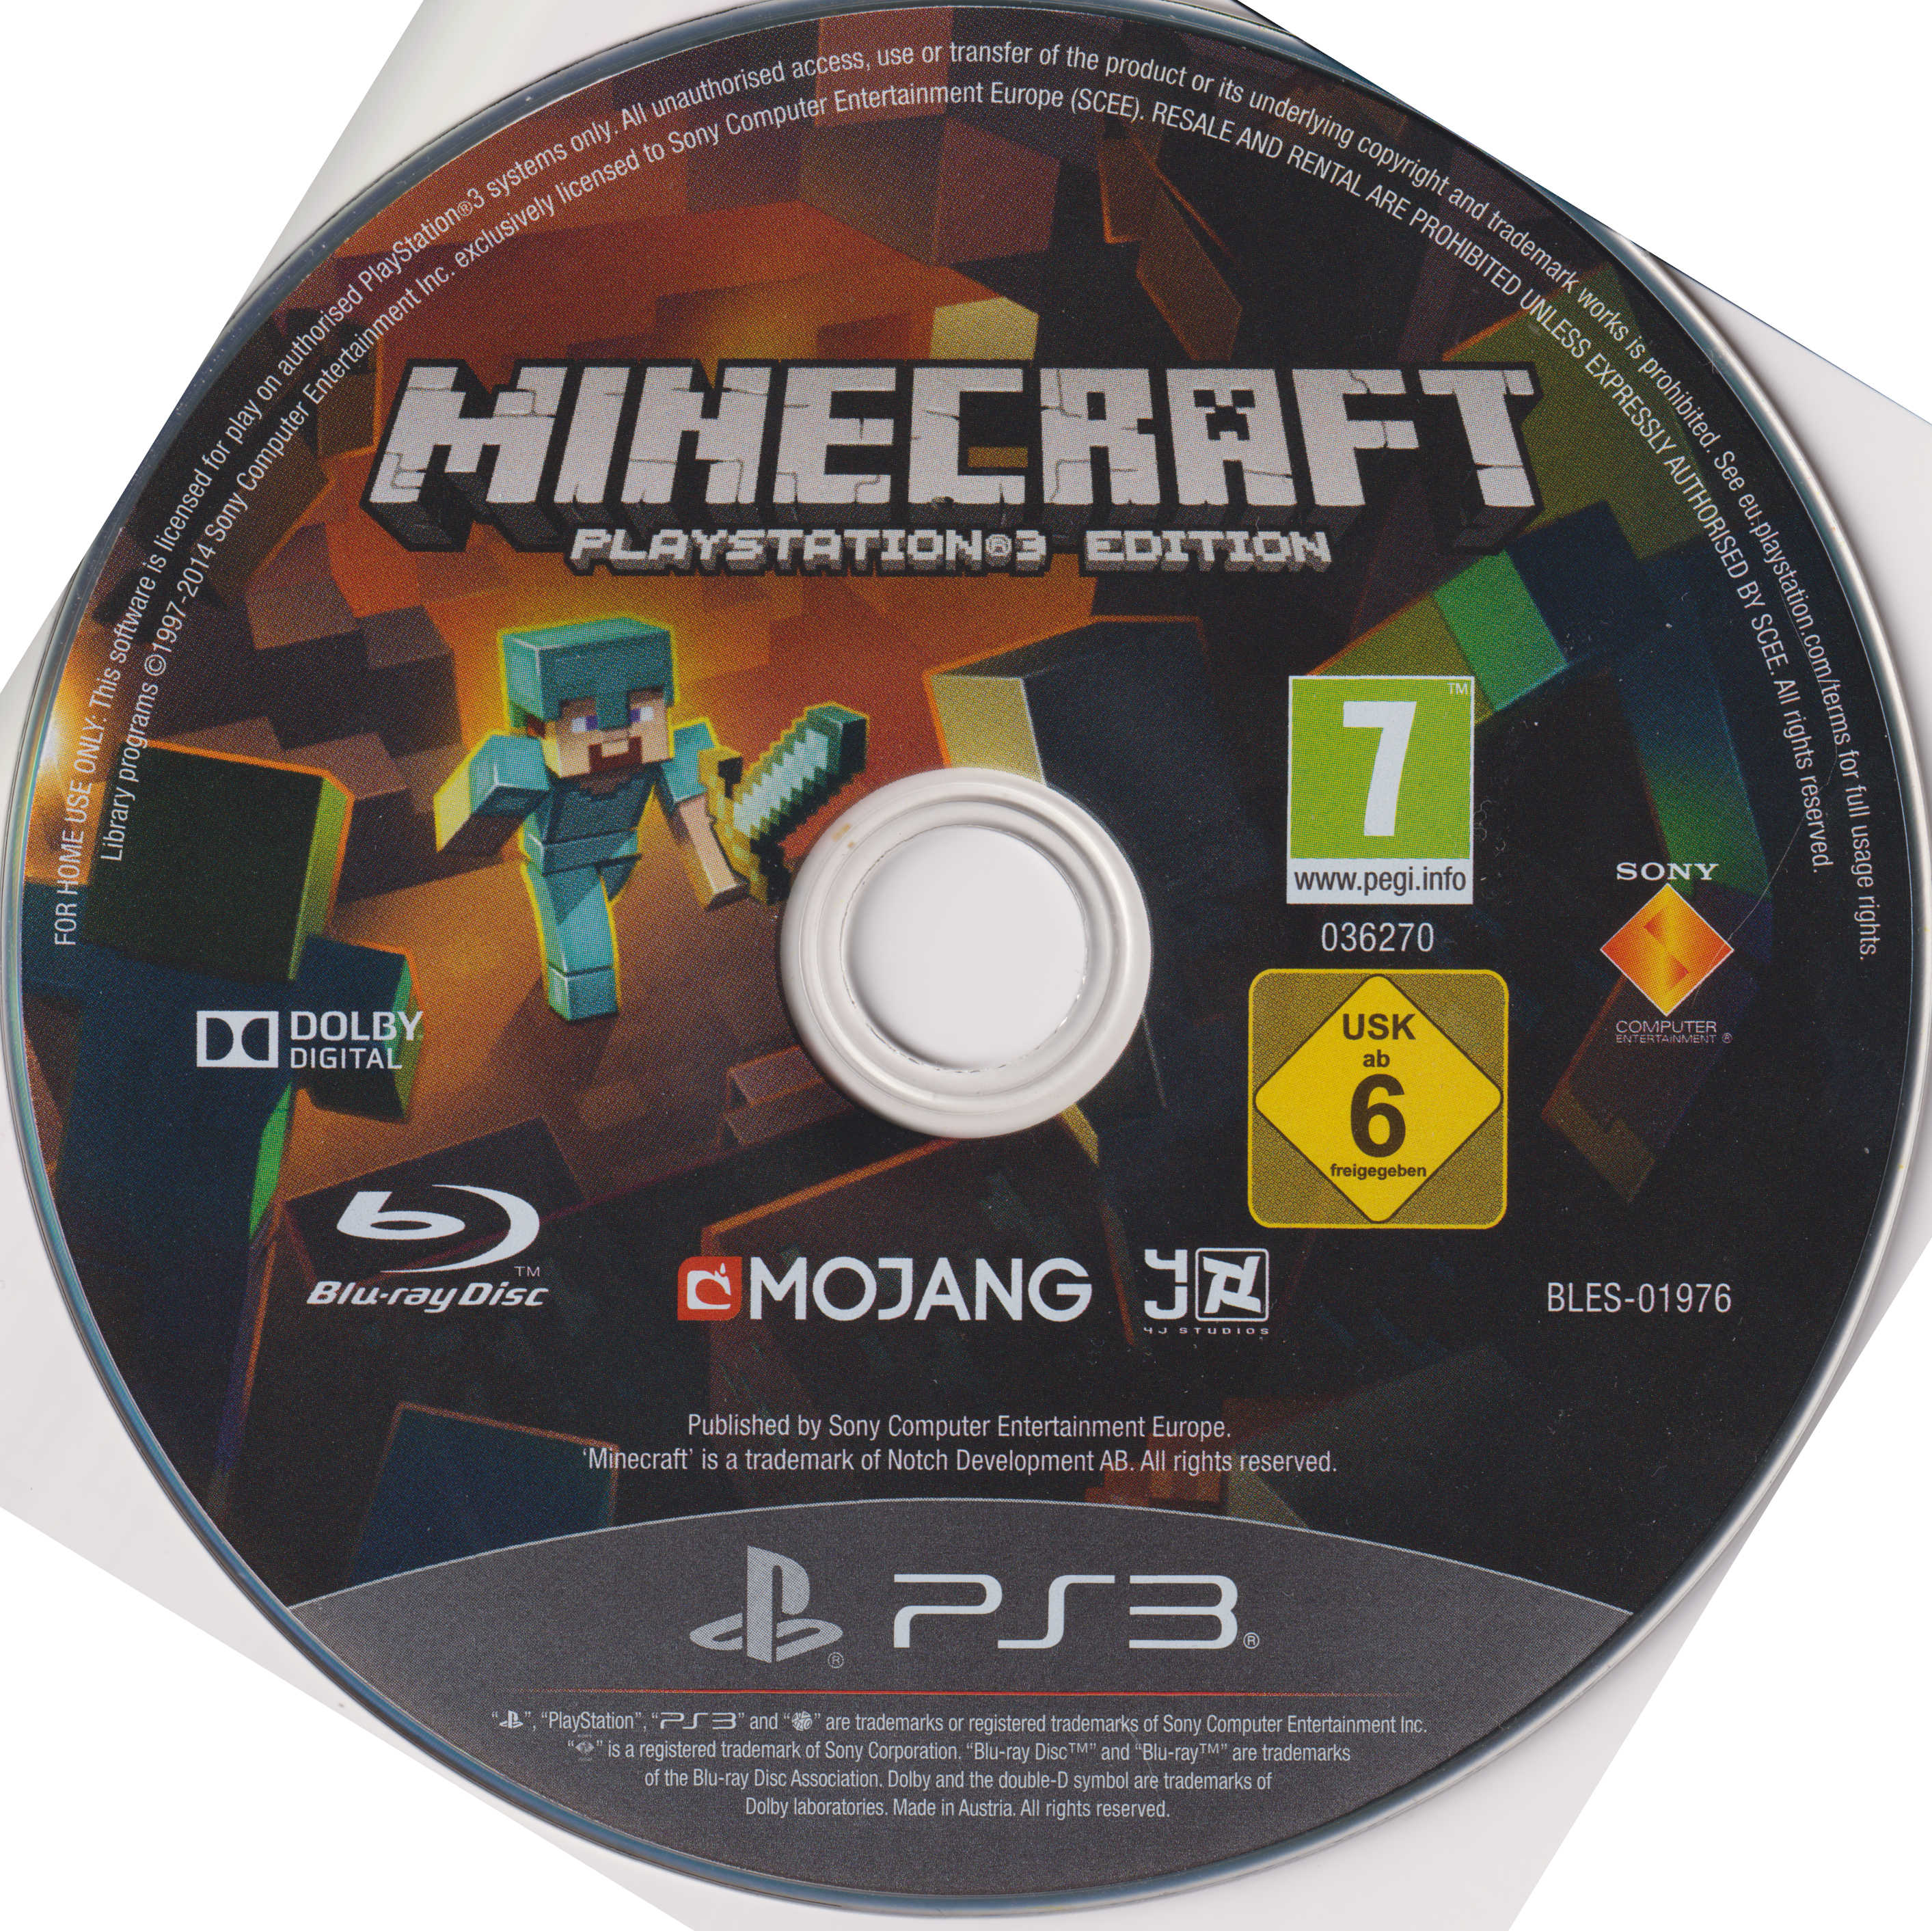 FOR HOME USE ONLY: This software is licensed for play on authorised PlayStation®3 systems only. All unauthorised access, use or transfer of the product or its underlying copyright and trademark works is prohibited. See eu.playstation.com/terms for full usage rights.
Library programs ©1997-2014 Sony Computer Entertainment Inc. exclusively licensed to Sony Computer Entertainment Europe (SCEE). RESALE AND RENTAL ARE PROHIBITED UNLESS EXPRESSLY AUTHORISED BY SCEE. All rights reserved.
MINECRAFT
PLAYSTATION®3 EDITION
7™
www.pegi.info
036270
SONY
COMPUTER
ENTERTAINMENT ®
DOLBY
DIGITAL
USK
ab
6
freigegeben
Blu-ray Disc™
MOJANG
4J STUDIOS
BLES-01976
Published by Sony Computer Entertainment Europe.
‘Minecraft’ is a trademark of Notch Development AB. All rights reserved.
PS3®
“ ”, “PlayStation”, “PS3” and “ ” are trademarks or registered trademarks of Sony Computer Entertainment Inc.
“ ” is a registered trademark of Sony Corporation. “Blu-ray Disc™” and “Blu-ray™” are trademarks
of the Blu-ray Disc Association. Dolby and the double-D symbol are trademarks of
Dolby laboratories. Made in Austria. All rights reserved.